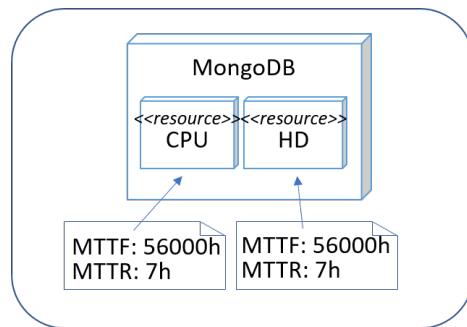 MongoDB
<<resource>> <<resource>>
CPU HD
MTTF: 56000h
MTTR: 7h
MTTF: 56000h
MTTR: 7h